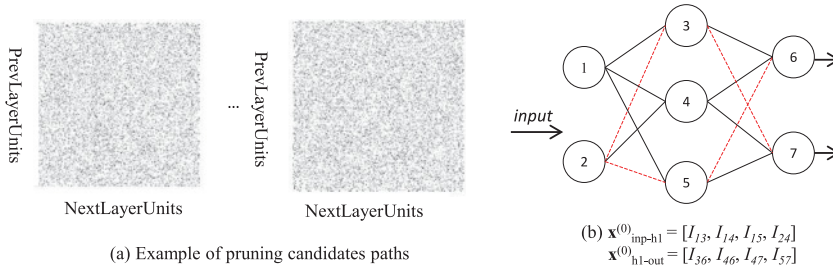 PrevLayerUnits
NextLayerUnits
...
PrevLayerUnits
NextLayerUnits
(a) Example of pruning candidates paths
input
1
2
3
4
5
6
7
(b) x⁽⁰⁾inp-h1 = [I13, I14, I15, I24]
x⁽⁰⁾h1-out = [I36, I46, I47, I57]